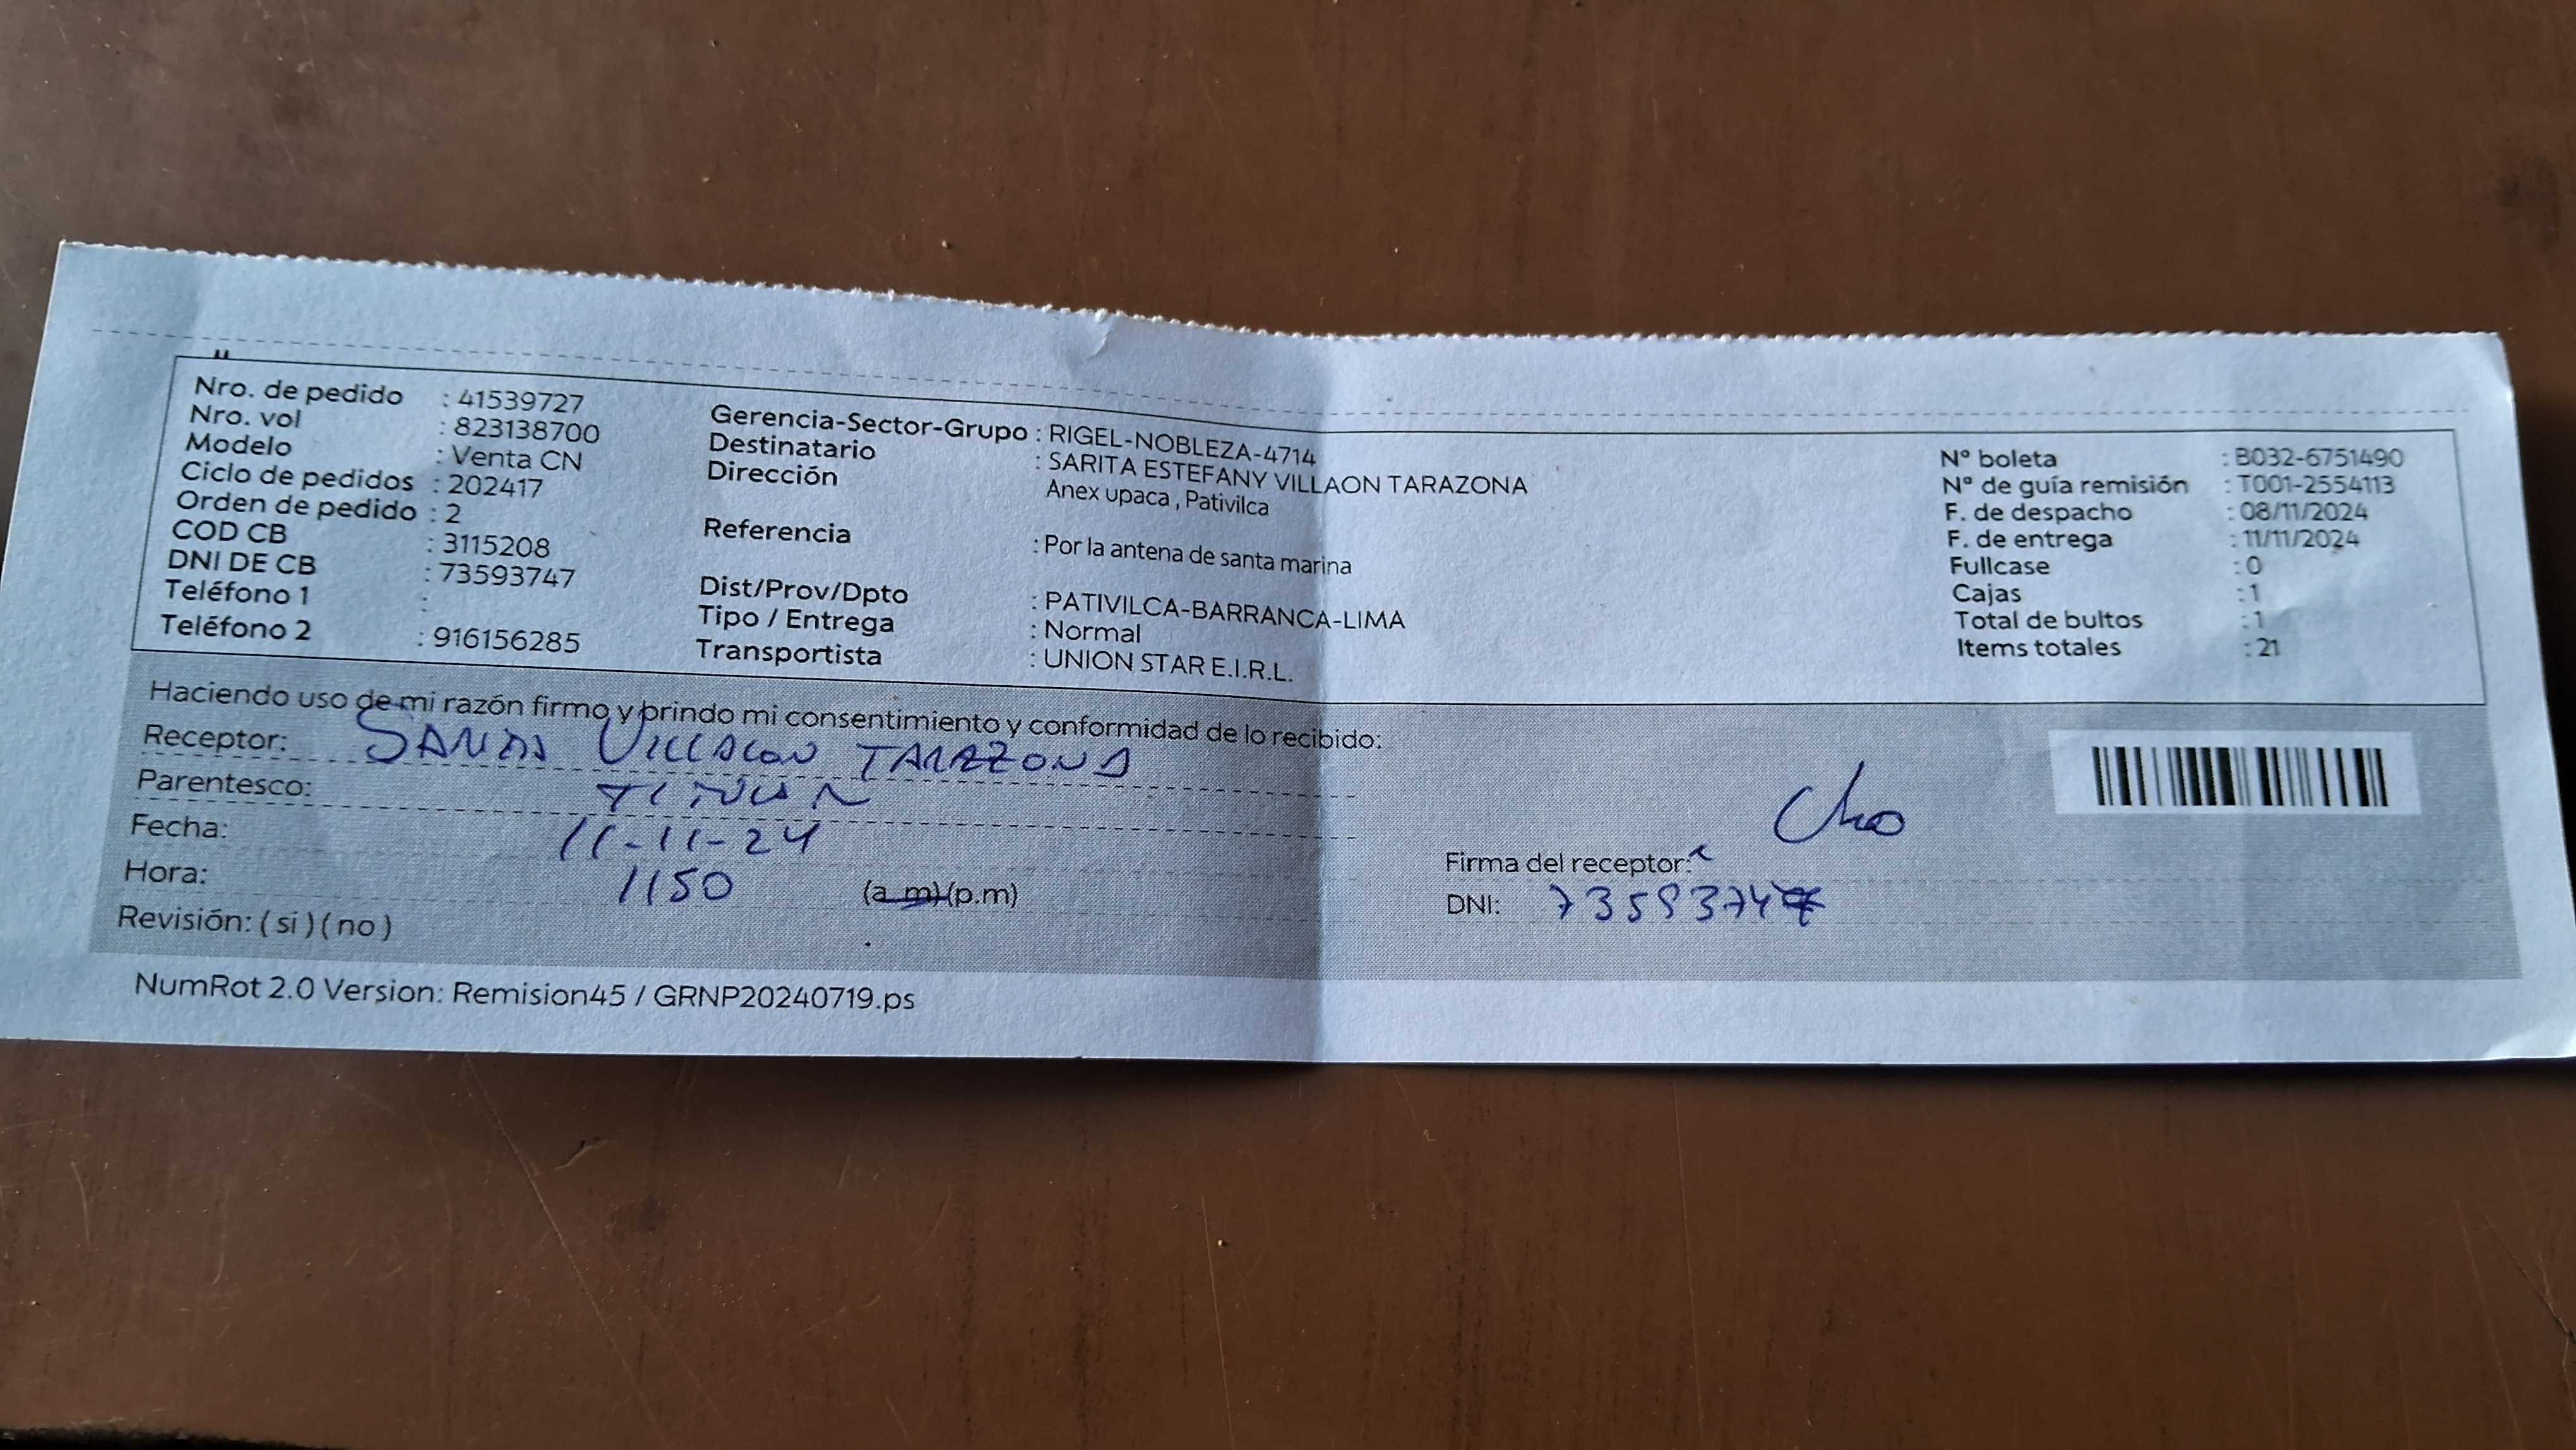 Nro. de pedido : 41539727
Nro. vol : 823138700
Modelo : Venta CN
Ciclo de pedidos : 202417
Orden de pedido : 2
COD CB : 3115208
DNI DE CB : 73593747
Teléfono 1 :
Teléfono 2 : 916156285
Gerencia-Sector-Grupo : RIGEL-NOBLEZA-4714
Destinatario : SARITA ESTEFANY VILLAON TARAZONA
Dirección Anex upaca , Pativilca
Referencia : Por la antena de santa marina
Dist/Prov/Dpto : PATIVILCA-BARRANCA-LIMA
Tipo / Entrega : Normal
Transportista : UNION STAR E.I.R.L.
Nº boleta : B032-6751490
Nº de guía remisión : T001-2554113
F. de despacho : 08/11/2024
F. de entrega : 11/11/2024
Fullcase : 0
Cajas : 1
Total de bultos : 1
Items totales : 21
Haciendo uso de mi razón firmo y brindo mi consentimiento y conformidad de lo recibido:
Receptor: TARAZONA
Parentesco:
Fecha: 11-11-24
Hora: 1150 (a m)(p.m)
Revisión: ( si ) ( no )
Firma del receptor:
DNI: 73593747
NumRot 2.0 Version: Remision45 / GRNP20240719.ps